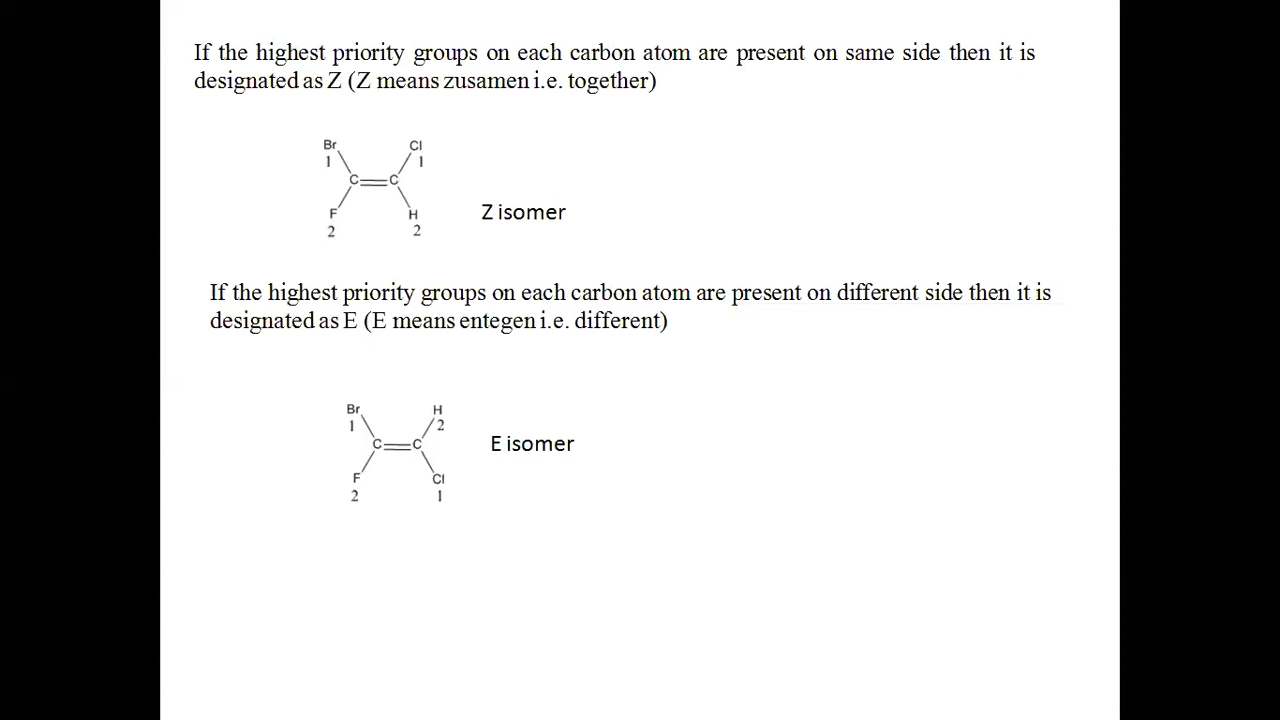 If the highest priority groups on each carbon atom are present on same side then it is
designated as Z (Z means zusamen i.e. together)
Br Cl
1 1
C C
F H
2 2
Z isomer
If the highest priority groups on each carbon atom are present on different side then it is
designated as E (E means entegen i.e. different)
Br H
1 2
C C
F Cl
2 1
E isomer